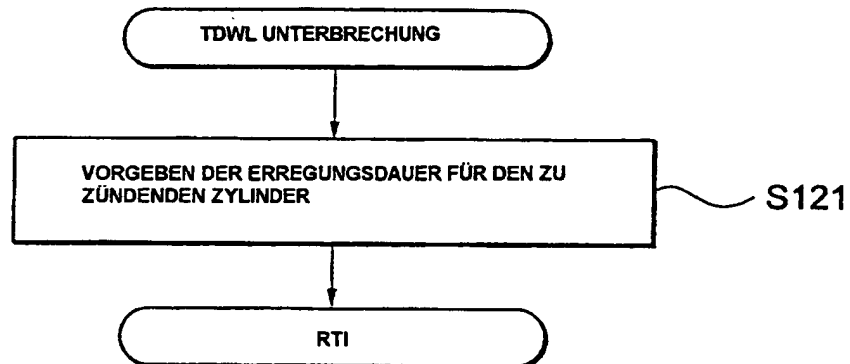 TDWL UNTERBRECHUNG
VORGEBEN DER ERREGUNGSDAUER FÜR DEN ZU
ZÜNDENDEN ZYLINDER
S121
RTI